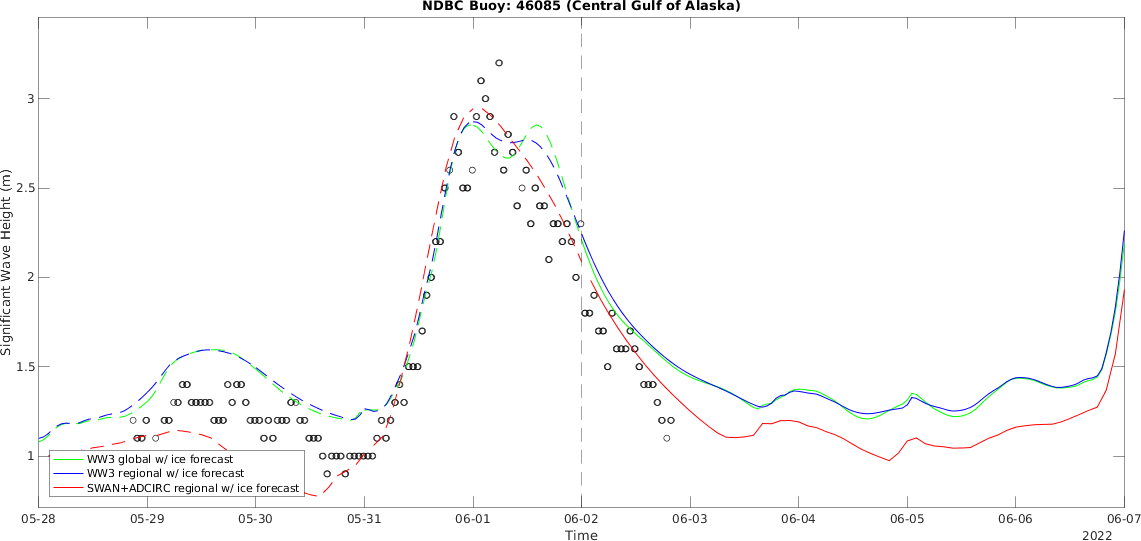 NDBC Buoy: 46085 (Central Gulf of Alaska)
3
2.5
2
1.5
1
Significant Wave Height (m)
WW3 global w/ ice forecast
WW3 regional w/ ice forecast
SWAN+ADCIRC regional w/ ice forecast
05-28 05-29 05-30 05-31 06-01 06-02 06-03 06-04 06-05 06-06 06-07
Time
2022